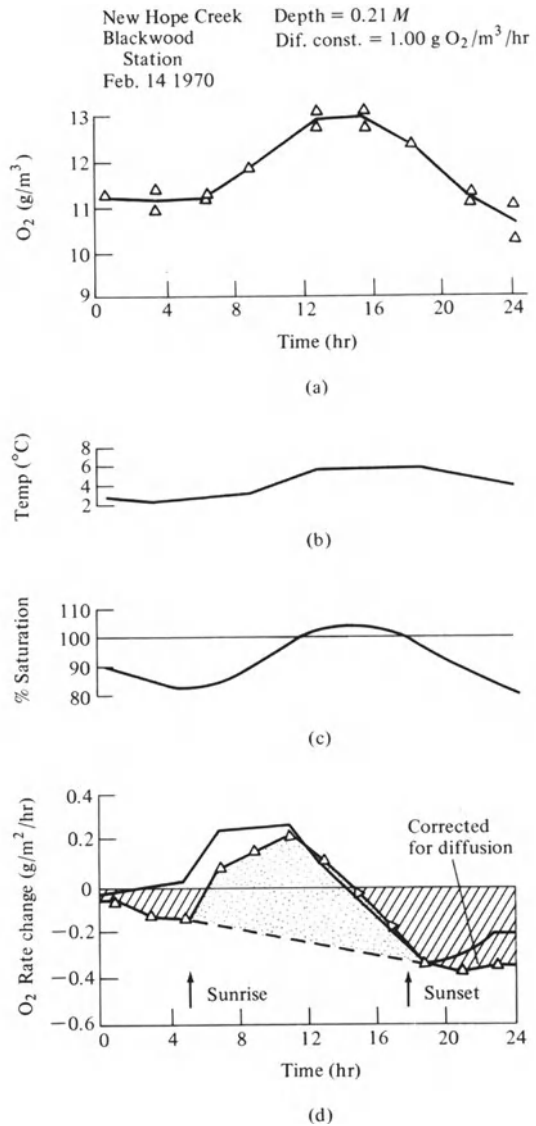 New Hope Creek
Blackwood
Station
Feb. 14 1970
Depth = 0.21 M
Dif. const. = 1.00 g O₂/m³/hr
O₂ (g/m³)
13
12
11
10
9
0 4 8 12 16 20 24
Time (hr)
(a)
Temp (°C)
8
6
4
2
(b)
% Saturation
110
100
90
80
(c)
O₂ Rate change (g/m²/hr)
0.4
0.2
0
−0.2
−0.4
−0.6
Corrected
for diffusion
Sunrise
Sunset
0 4 8 12 16 20 24
Time (hr)
(d)